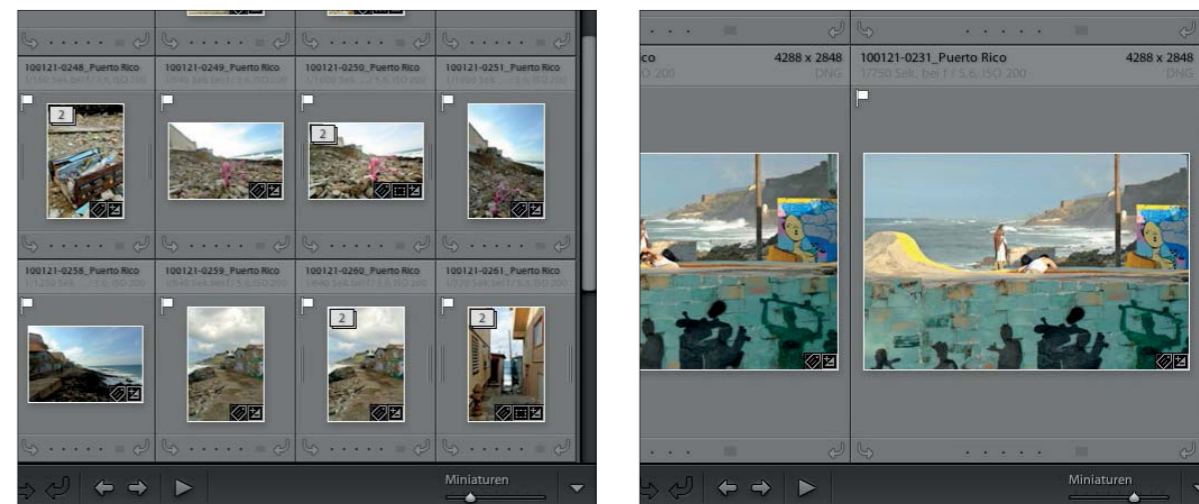 100121-0248_Puerto Rico
100121-0249_Puerto Rico
100121-0250_Puerto Rico
100121-0251_Puerto Rico
2
2
100121-0258_Puerto Rico
100121-0259_Puerto Rico
100121-0260_Puerto Rico
100121-0261_Puerto Rico
2
2
Miniaturen
co
4288 x 2848
O 200
DNG
100121-0231_Puerto Rico
4288 x 2848
1/750 Sek. bei f / 5.6, ISO 200
DNG
Miniaturen